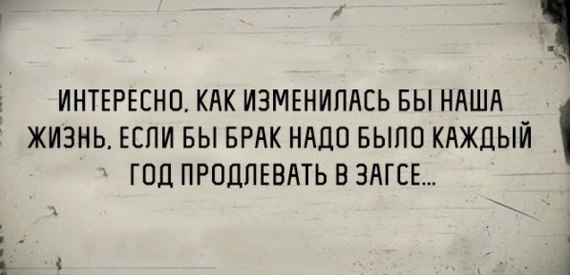 ИНТЕРЕСНО, КАК ИЗМЕНИЛАСЬ БЫ НАША
ЖИЗНЬ, ЕСЛИ БЫ БРАК НАДО БЫЛО КАЖДЫЙ
ГОД ПРОДЛЕВАТЬ В ЗАГСЕ...